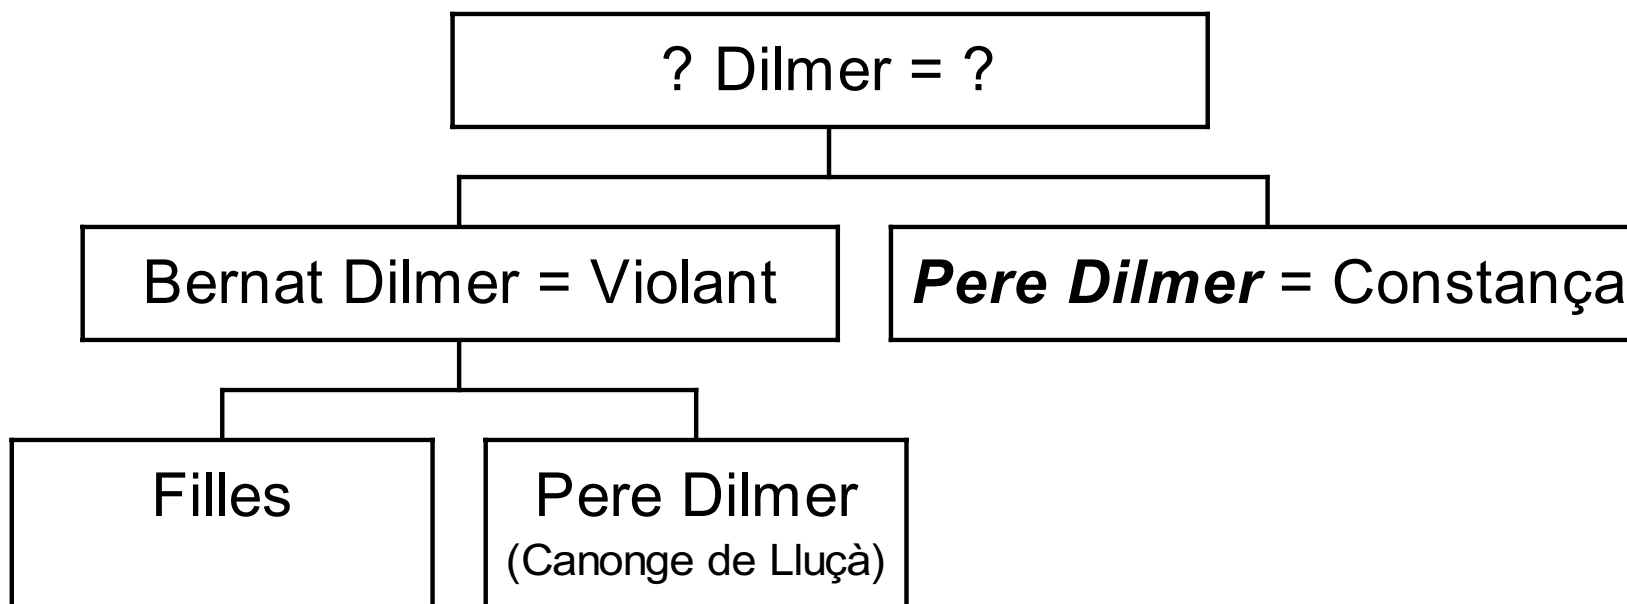 ? Dilmer = ?
Bernat Dilmer = Violant
Pere Dilmer = Constança
Filles
Pere Dilmer
(Canonge de Lluçà)